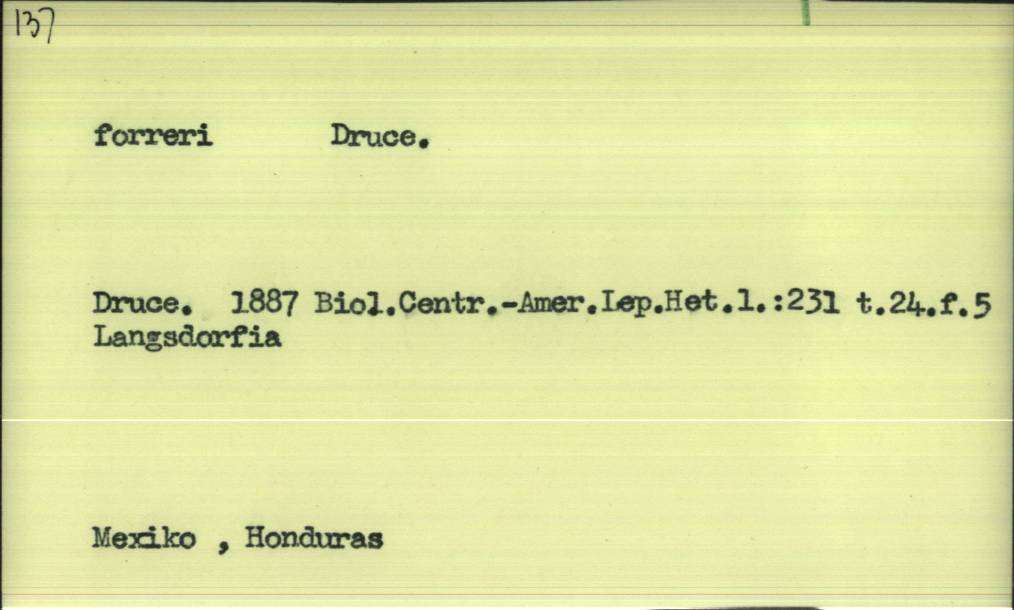 137
forreri Druce.
Druce. 1887 Biol.Centr.-Amer.Lep.Het.1.:231 t.24.f.5
Langsdorfia
Mexiko , Honduras